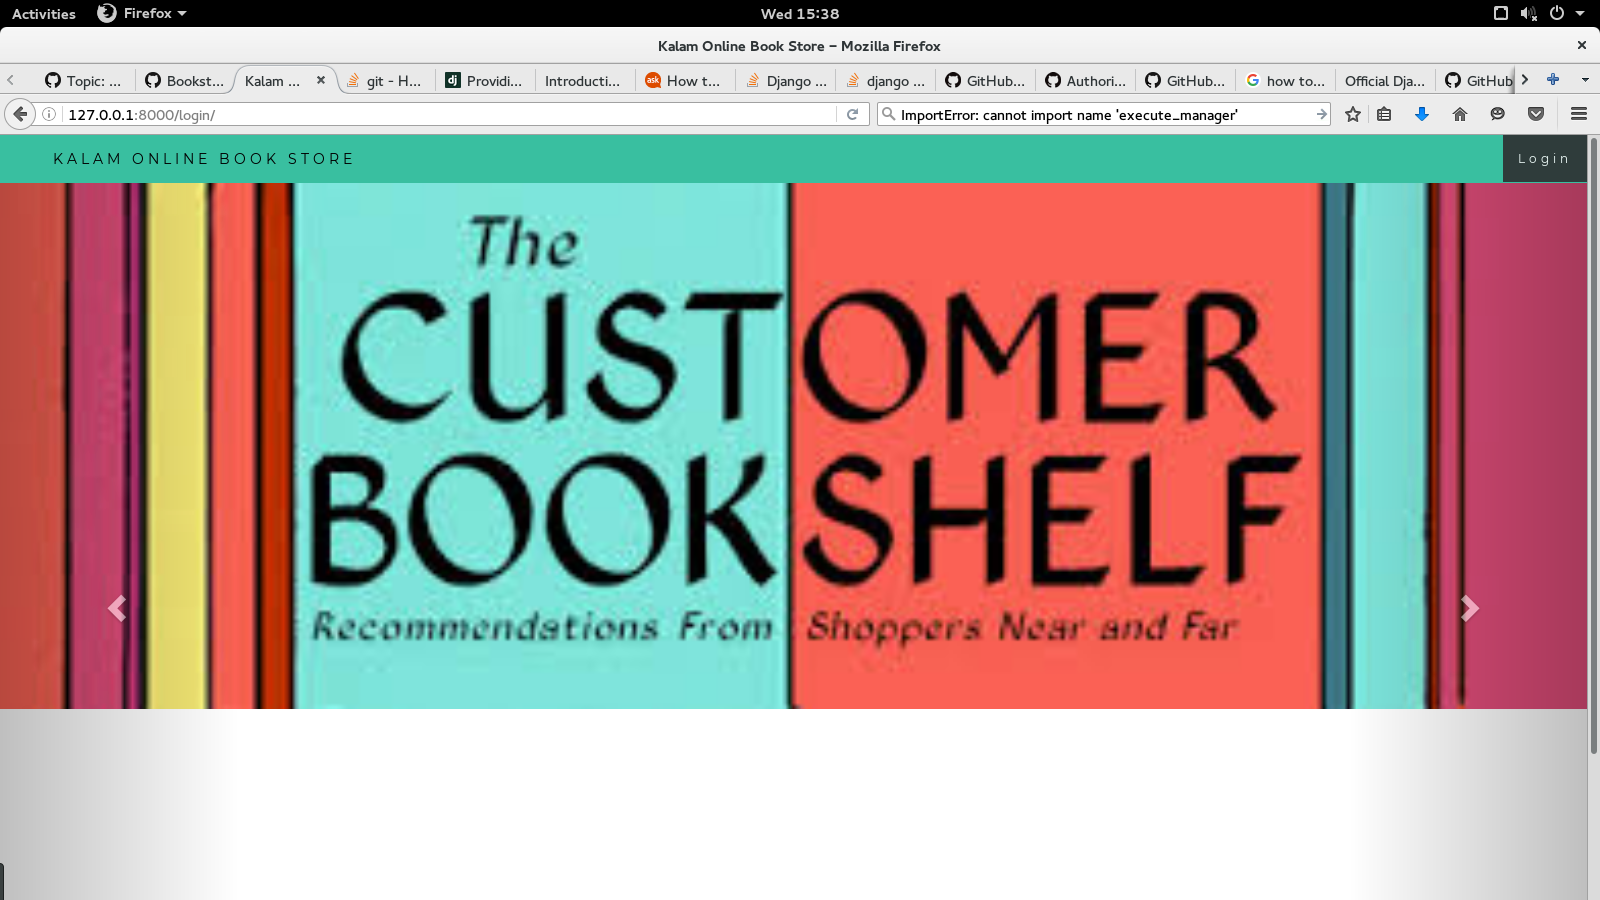 Activities Firefox Wed 15:38
Kalam Online Book Store – Mozilla Firefox
Topic: ... Bookst... Kalam ... git - H... Providi... Introducti... How t... Django ... django ... GitHub... Authori... GitHub... how to... Official Dja... GitHub
127.0.0.1:8000/login/ ImportError: cannot import name 'execute_manager'
KALAM ONLINE BOOK STORE Login
The
CUSTOMER
BOOKSHELF
Recommendations From Shoppers Near and Far